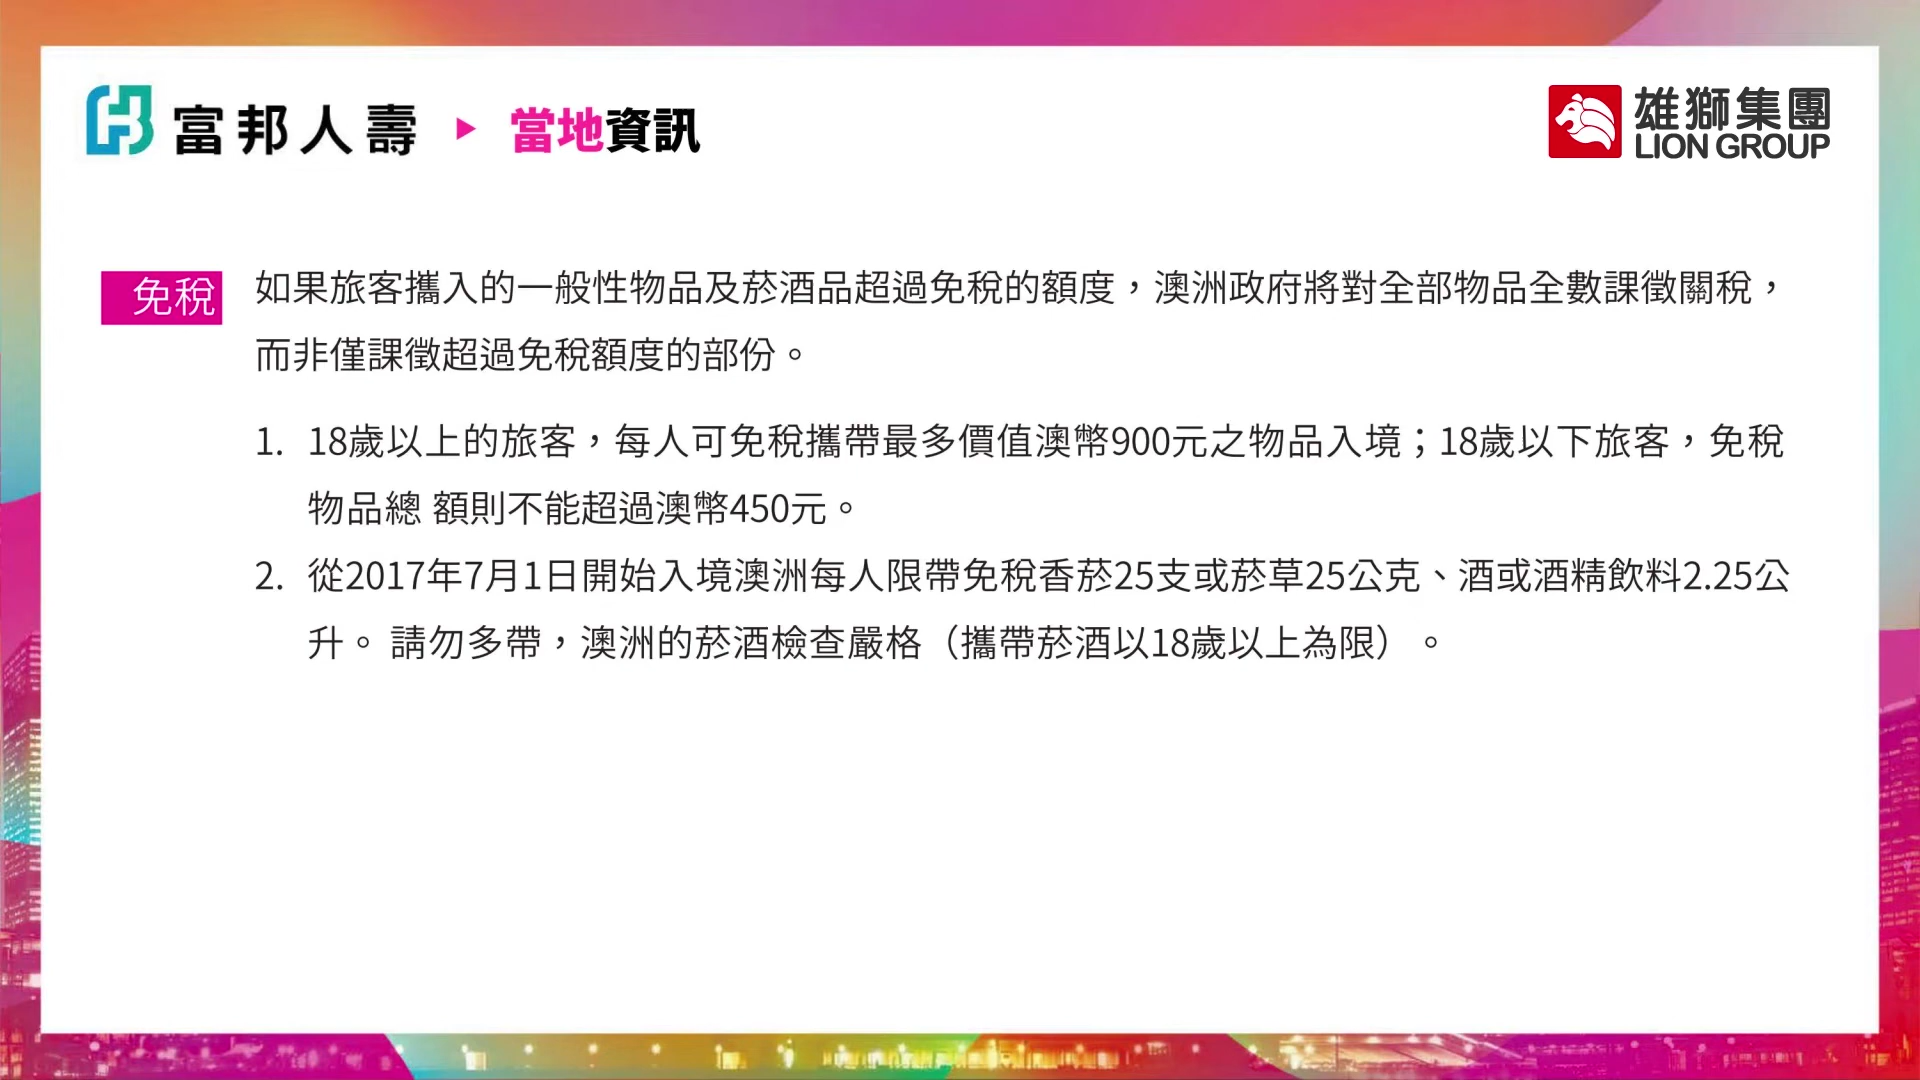 富邦人壽 ▶ 當地資訊
雄獅集團
LION GROUP
免稅
如果旅客攜入的一般性物品及菸酒品超過免稅的額度，澳洲政府將對全部物品全數課徵關稅，
而非僅課徵超過免稅額度的部份。
1. 18歲以上的旅客，每人可免稅攜帶最多價值澳幣900元之物品入境；18歲以下旅客，免稅
物品總 額則不能超過澳幣450元。
2. 從2017年7月1日開始入境澳洲每人限帶免稅香菸25支或菸草25公克、酒或酒精飲料2.25公
升。 請勿多帶，澳洲的菸酒檢查嚴格（攜帶菸酒以18歲以上為限）。